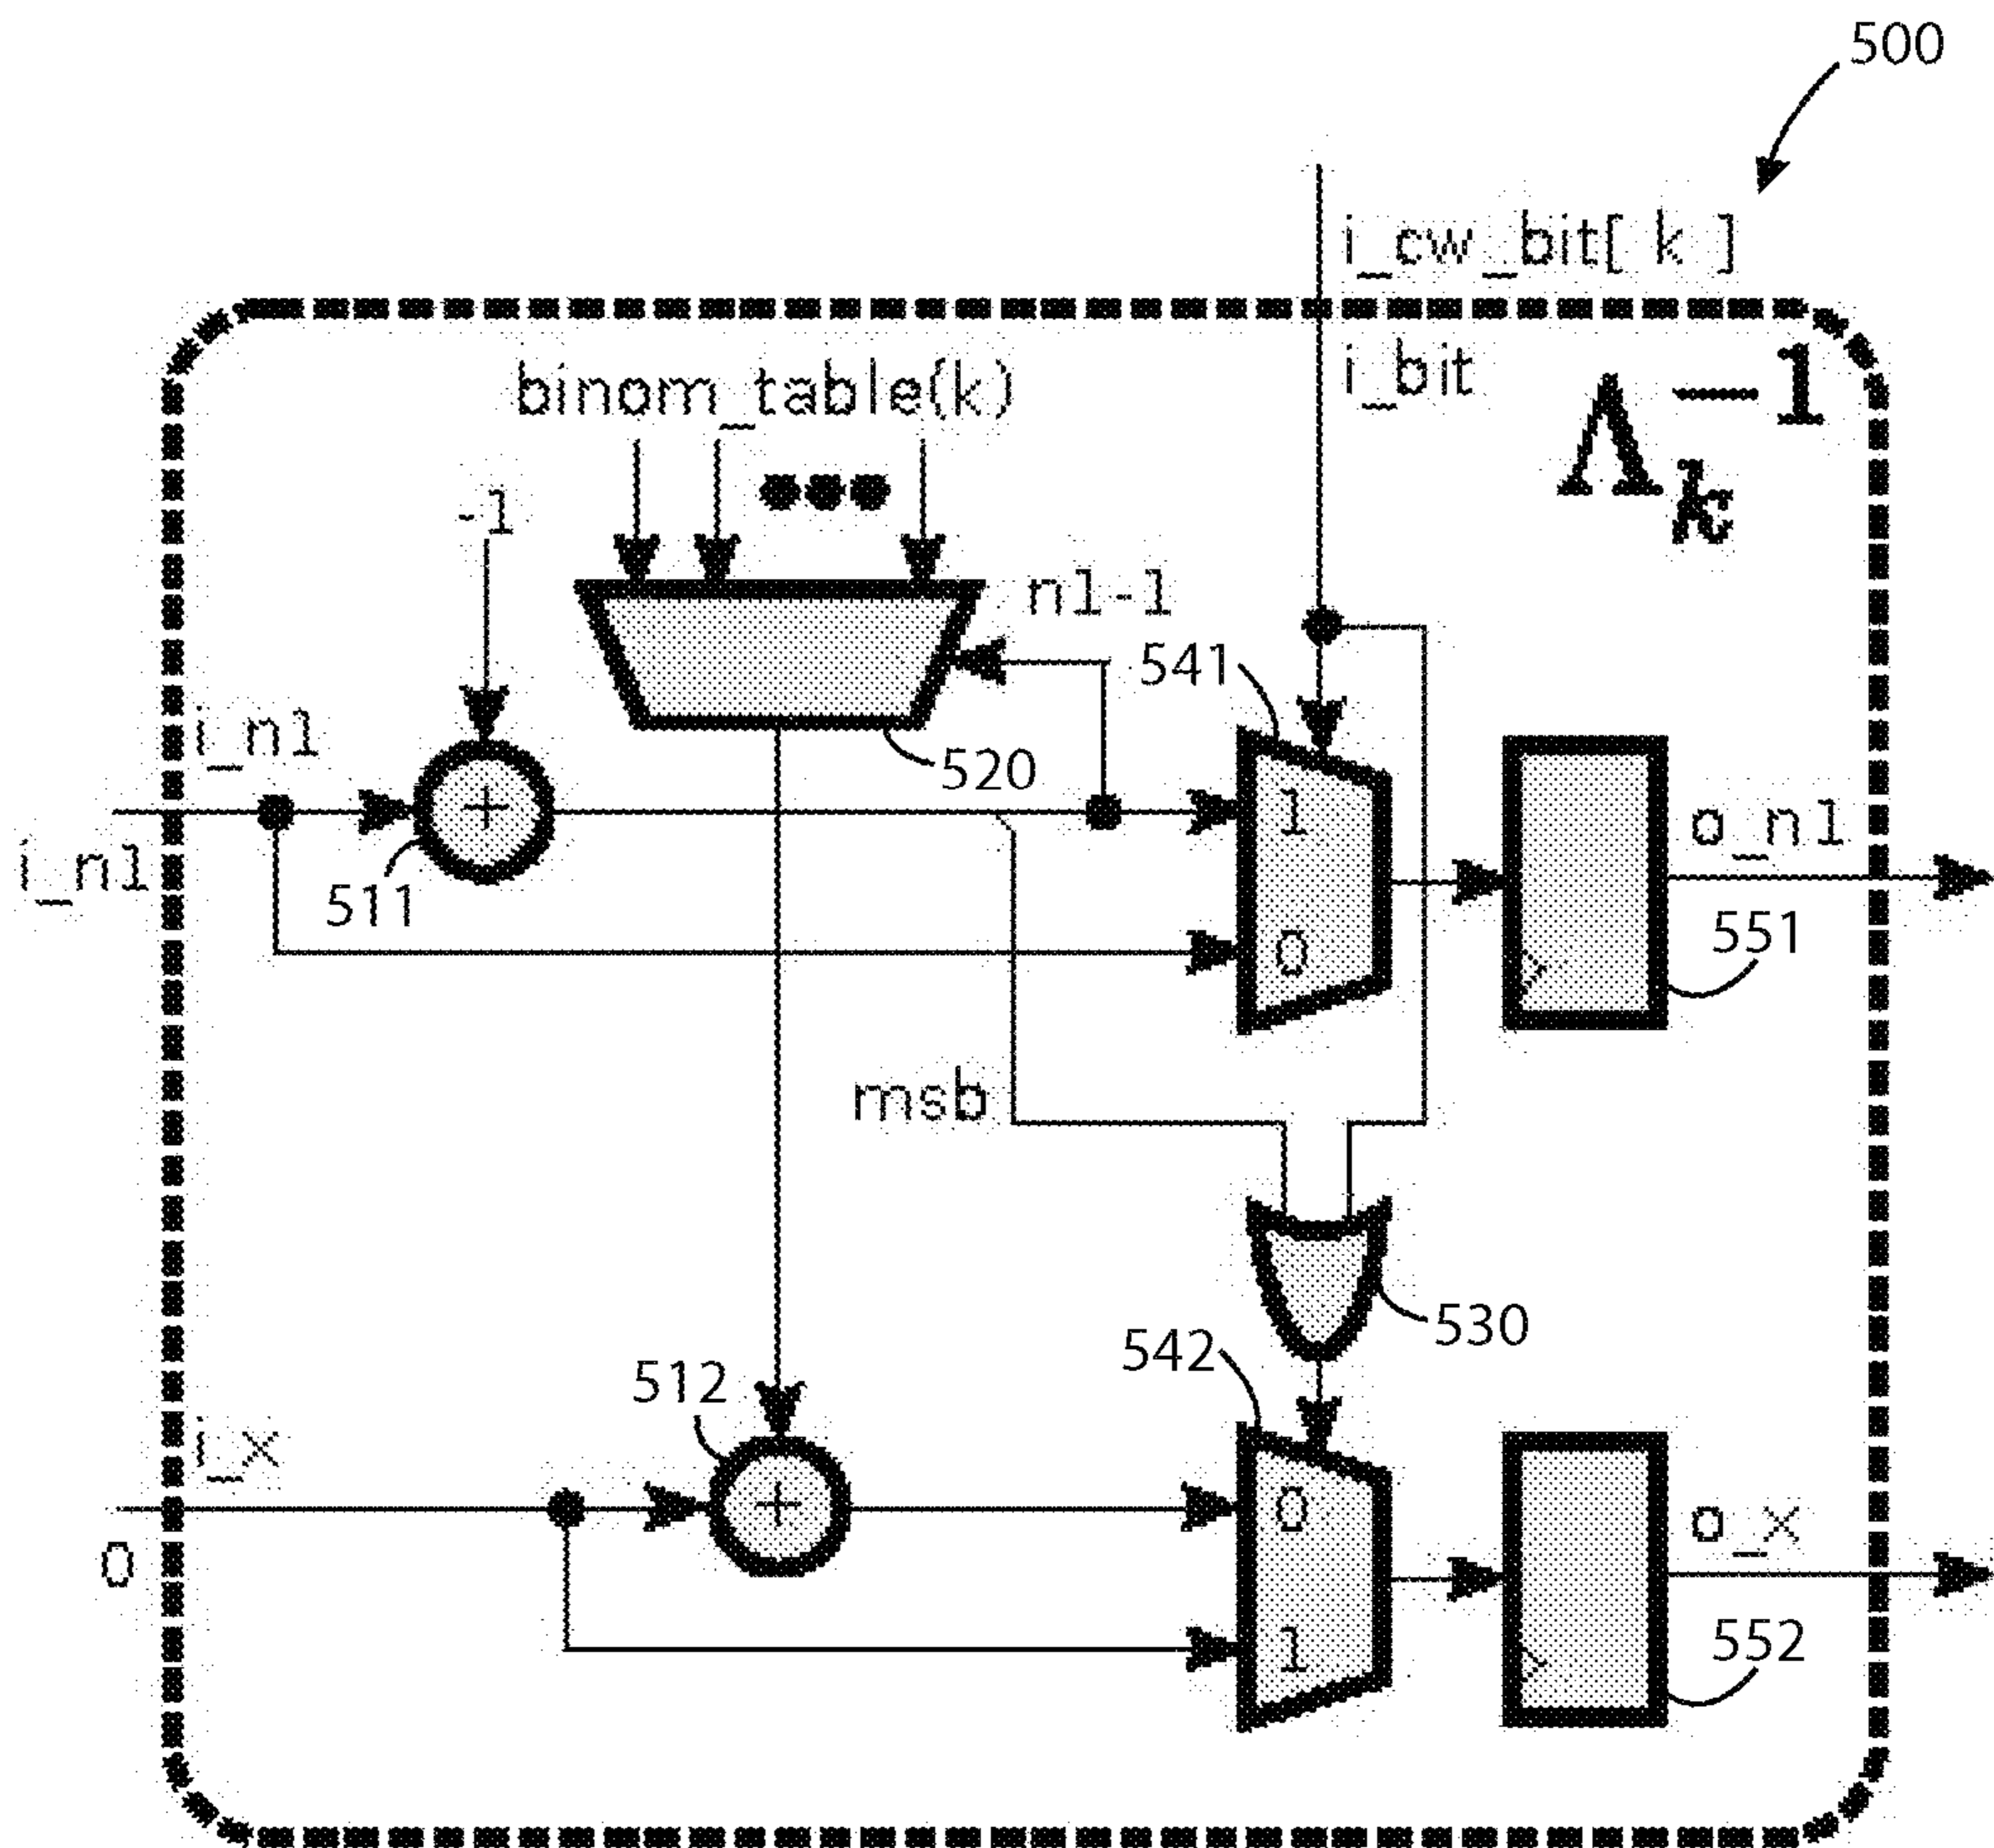 500
i_cw_bit[ k ]
i_bit
Λ
k
−1
binom_table(k)
-1
n1-1
541
i_n1
520
+
1
o_n1
i_n1
511
0
551
msb
530
542
512
i_x
0
+
0
o_x
1
552